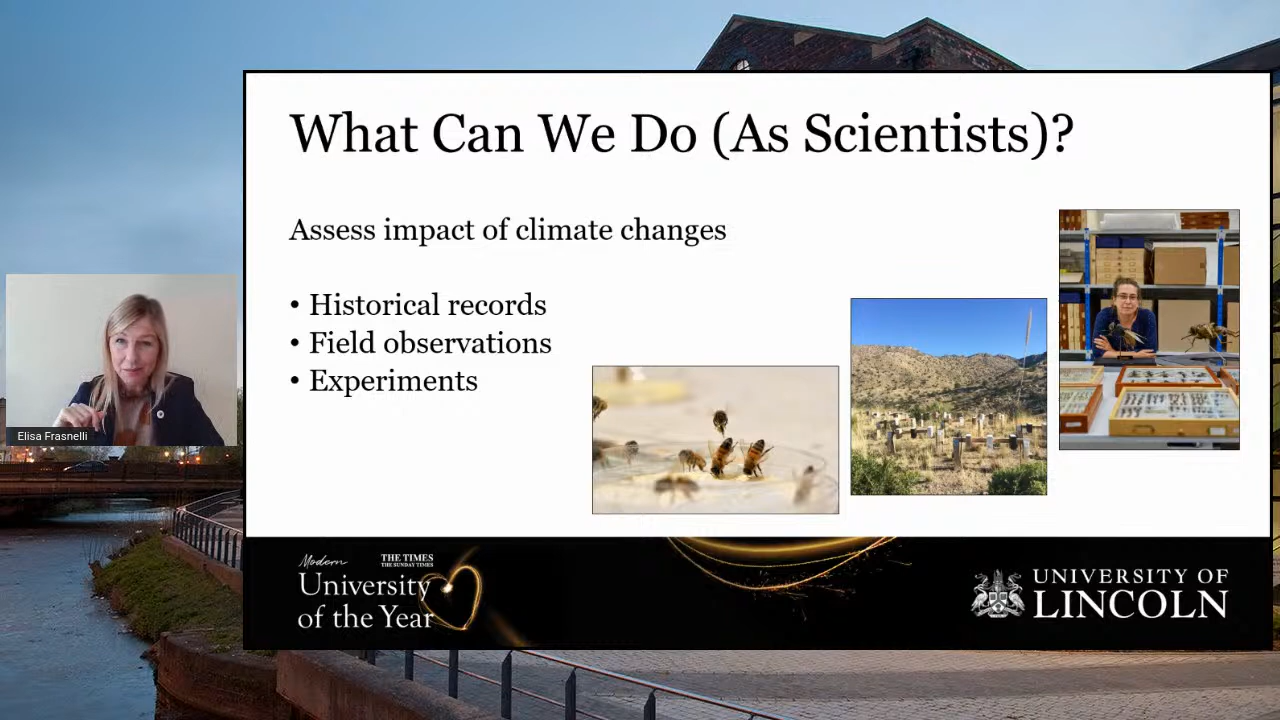 What Can We Do (As Scientists)?
Assess impact of climate changes
• Historical records
• Field observations
• Experiments
Elisa Frasnelli
Modern
THE TIMES
THE SUNDAY TIMES
University
of the Year
UNIVERSITY OF
LINCOLN